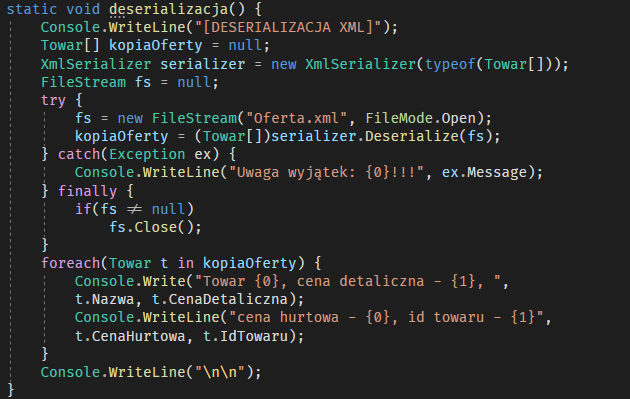 static void deserializacja() {
    Console.WriteLine("[DESERIALIZACJA XML]");
    Towar[] kopiaOferty = null;
    XmlSerializer serializer = new XmlSerializer(typeof(Towar[]));
    FileStream fs = null;
    try {
        fs = new FileStream("Oferta.xml", FileMode.Open);
        kopiaOferty = (Towar[])serializer.Deserialize(fs);
    } catch(Exception ex) {
        Console.WriteLine("Uwaga wyjątek: {0}!!!", ex.Message);
    } finally {
        if(fs ≠ null)
            fs.Close();
    }
    foreach(Towar t in kopiaOferty) {
        Console.Write("Towar {0}, cena detaliczna - {1}, ",
        t.Nazwa, t.CenaDetaliczna);
        Console.WriteLine("cena hurtowa - {0}, id towaru - {1}",
        t.CenaHurtowa, t.IdTowaru);
    }
    Console.WriteLine("\n\n");
}